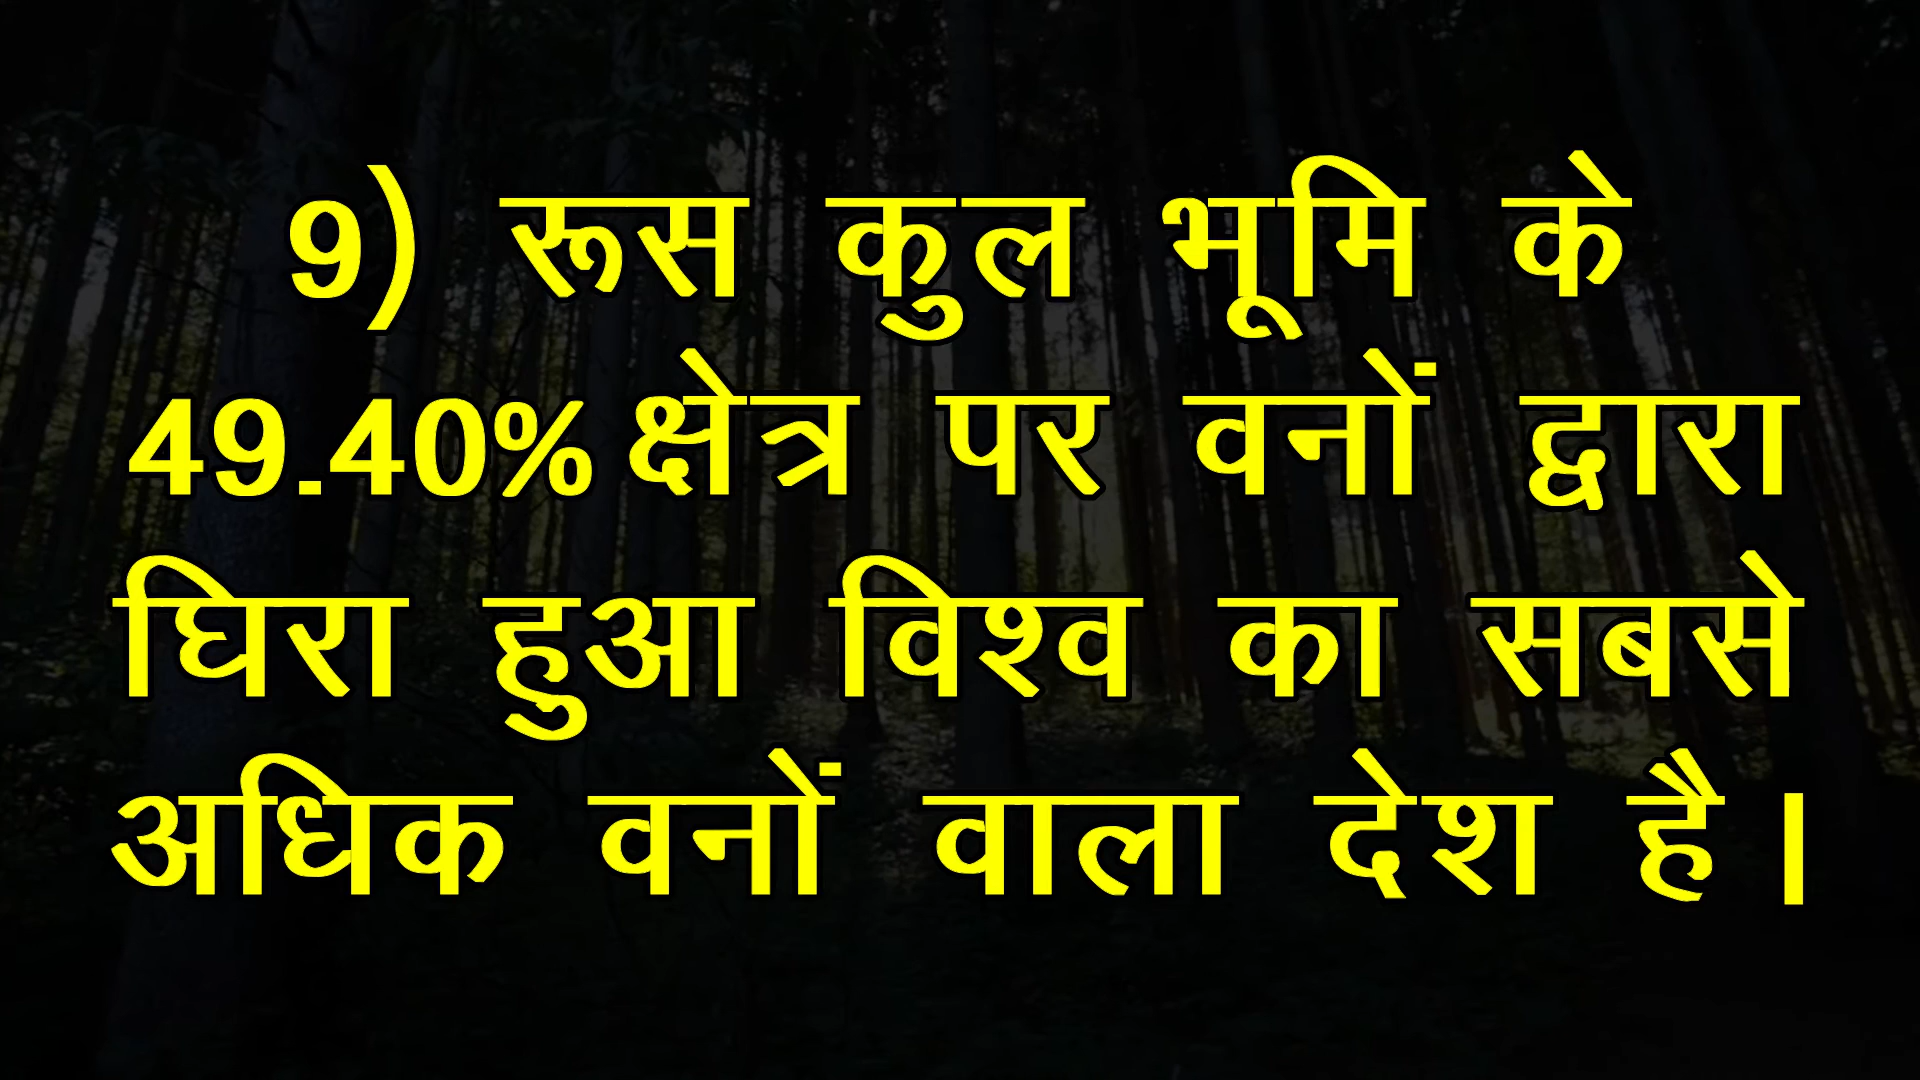 9) रूस कुल भूमि के
49.40% क्षेत्र पर वनों द्वारा
घिरा हुआ विश्व का सबसे
अधिक वनों वाला देश है।